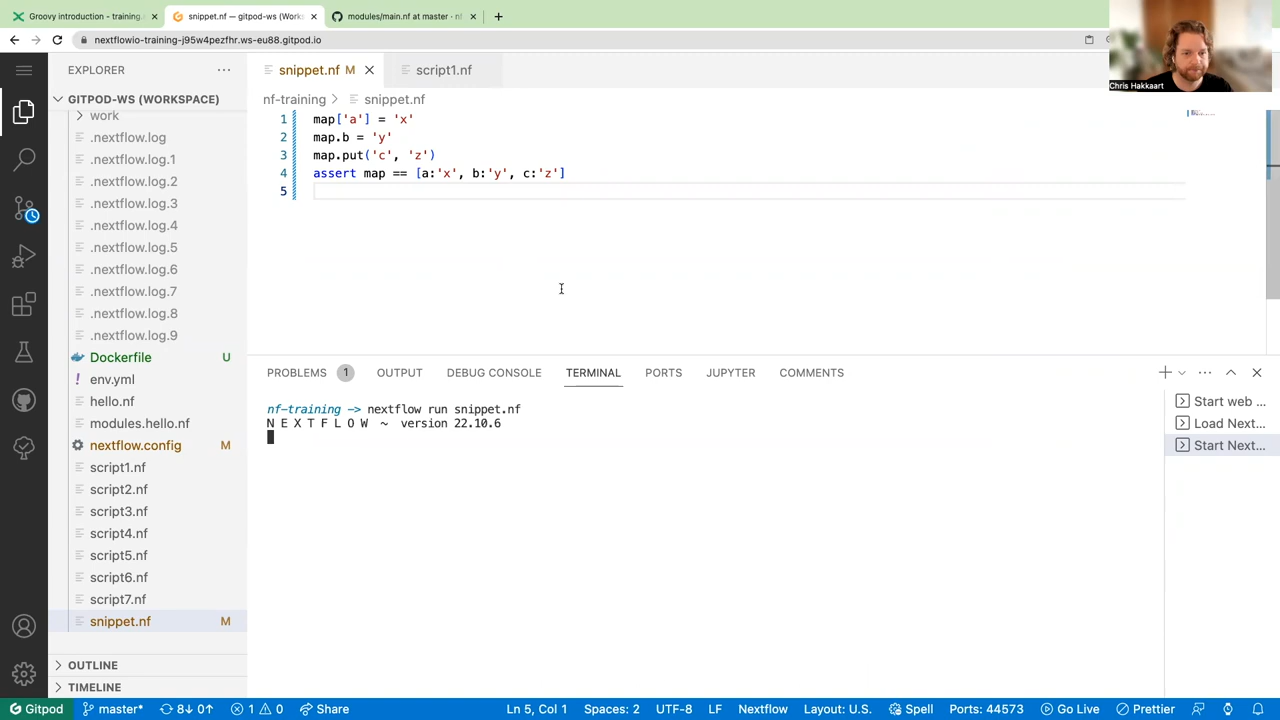 Groovy introduction - training.
snippet.nf — gitpod-ws (Works
modules/main.nf at master · nf
nextflowio-training-j95w4pezfhr.ws-eu88.gitpod.io
Chris Hakkaart
EXPLORER
snippet.nf M
script1.nf
GITPOD-WS (WORKSPACE)
nf-training > snippet.nf
work
.nextflow.log
.nextflow.log.1
.nextflow.log.2
.nextflow.log.3
.nextflow.log.4
.nextflow.log.5
.nextflow.log.6
.nextflow.log.7
.nextflow.log.8
.nextflow.log.9
Dockerfile U
env.yml
hello.nf
modules.hello.nf
nextflow.config M
script1.nf
script2.nf
script3.nf
script4.nf
script5.nf
script6.nf
script7.nf
snippet.nf M
OUTLINE
TIMELINE
1 map['a'] = 'x'
2 map.b = 'y'
3 map.put('c', 'z')
4 assert map == [a:'x', b:'y', c:'z']
5
PROBLEMS 1 OUTPUT DEBUG CONSOLE TERMINAL PORTS JUPYTER COMMENTS
nf-training -> nextflow run snippet.nf
N E X T F L O W ~ version 22.10.6
Start web ...
Load Next...
Start Next...
Gitpod master* 8↓ 0↑ 1 0 Share Ln 5, Col 1 Spaces: 2 UTF-8 LF Nextflow Layout: U.S. Spell Ports: 44573 Go Live Prettier